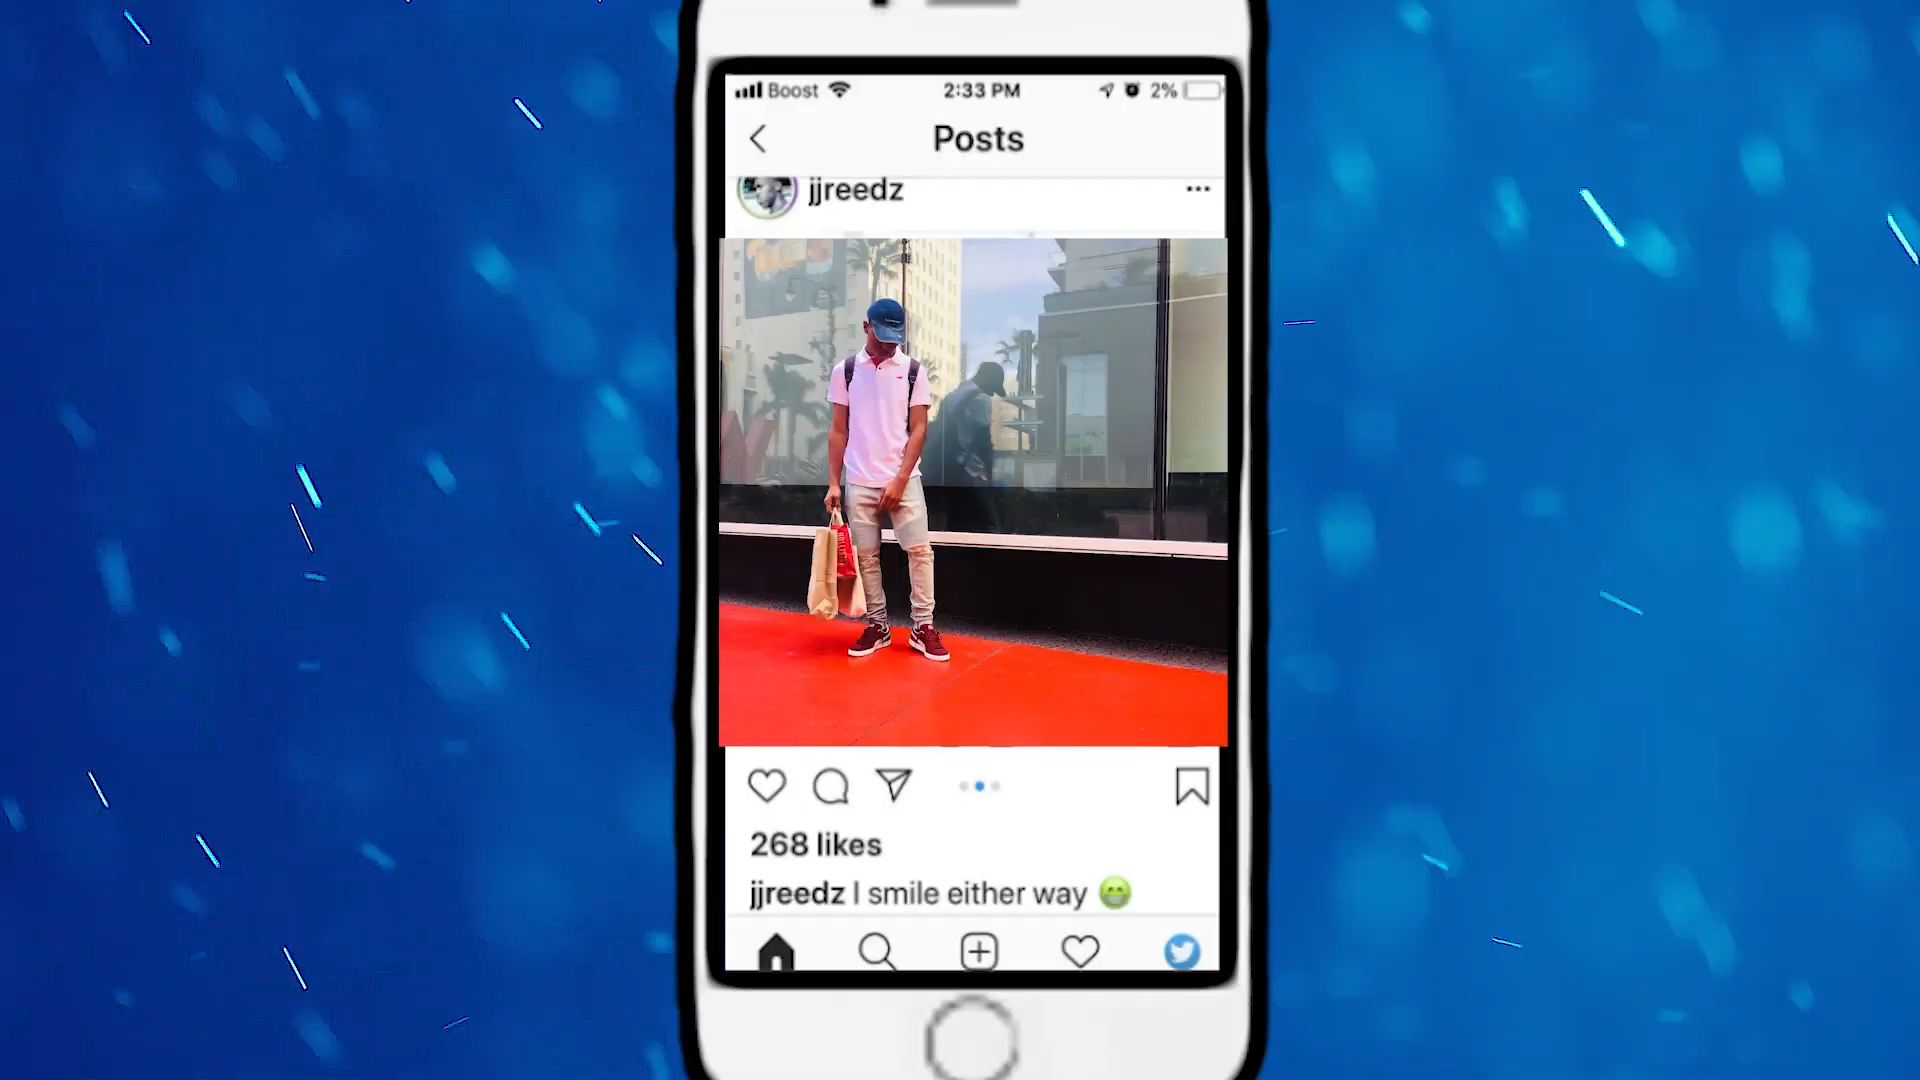 Boost 2:33 PM 2%
Posts
jjreedz
268 likes
jjreedz I smile either way 😁